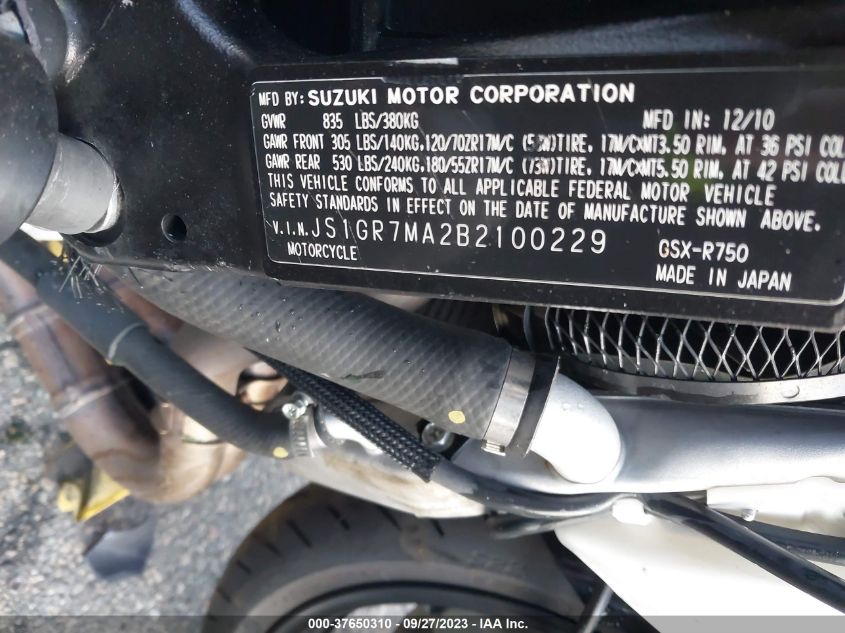 MFD BY: SUZUKI MOTOR CORPORATION
GVWR 835 LBS/380KG MFD IN: 12/10
GAWR FRONT 305 LBS/140KG,120/70ZR17M/C (58W)TIRE, 17M/C×MT3.50 RIM, AT 36 PSI COL
GAWR REAR 530 LBS/240KG,180/55ZR17M/C (73W)TIRE, 17M/C×MT5.50 RIM, AT 42 PSI COL
THIS VEHICLE CONFORMS TO ALL APPLICABLE FEDERAL MOTOR VEHICLE
SAFETY STANDARDS IN EFFECT ON THE DATE OF MANUFACTURE SHOWN ABOVE.
V.I.N. JS1GR7MA2B2100229 GSX-R750
MOTORCYCLE MADE IN JAPAN
000-37650310 - 09/27/2023 - IAA Inc.